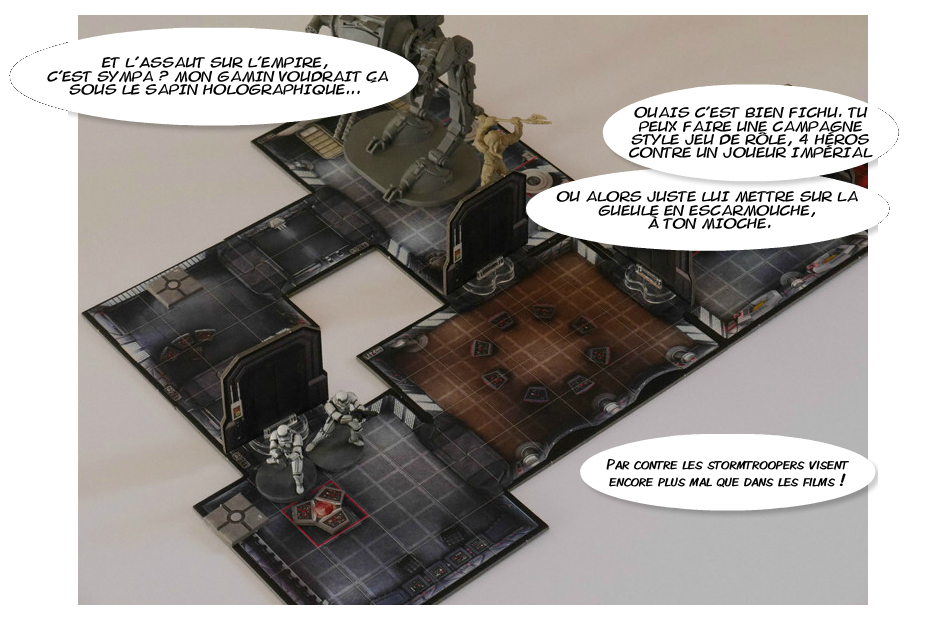 ET L'ASSAUT SUR L'EMPIRE,
C'EST SYMPA ? MON GAMIN VOUDRAIT ÇA
SOUS LE SAPIN HOLOGRAPHIQUE...
OUAIS C'EST BIEN FICHU. TU
PEUX FAIRE UNE CAMPAGNE
STYLE JEU DE RÔLE, 4 HÉROS
CONTRE UN JOUEUR IMPÉRIAL
OU ALORS JUSTE LUI METTRE SUR LA
GUEULE EN ESCARMOUCHE,
À TON MIOCHE.
PAR CONTRE LES STORMTROOPERS VISENT
ENCORE PLUS MAL QUE DANS LES FILMS !